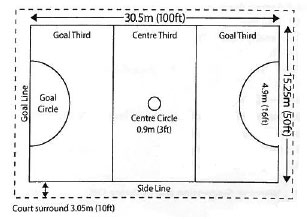 30.5m (100ft)
Goal Third
Centre Third
Goal Third
Goal Line
Goal
Circle
Centre Circle
0.9m (3ft)
4.9m (16ft)
15.25m (50ft)
Side Line
Court surround 3.05m (10ft)